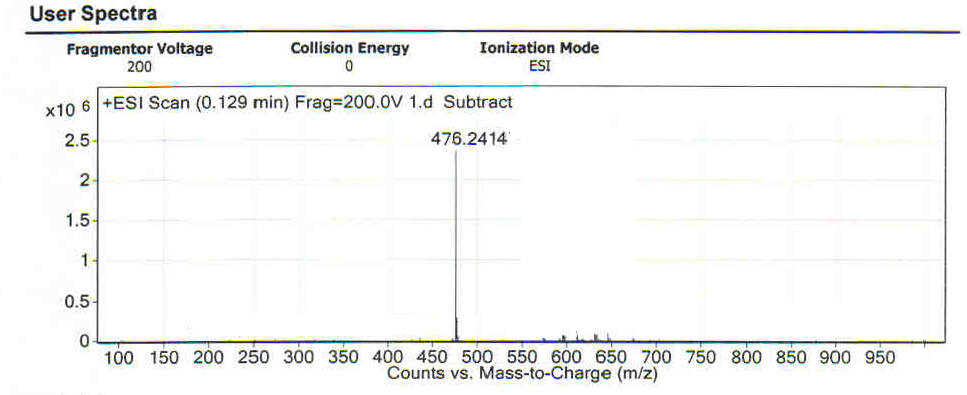 User Spectra
Fragmentor Voltage Collision Energy Ionization Mode
200 0 ESI
x10 6 +ESI Scan (0.129 min) Frag=200.0V 1.d Subtract
476.2414
2.5
2
1.5
1
0.5
0
100 150 200 250 300 350 400 450 500 550 600 650 700 750 800 850 900 950
Counts vs. Mass-to-Charge (m/z)